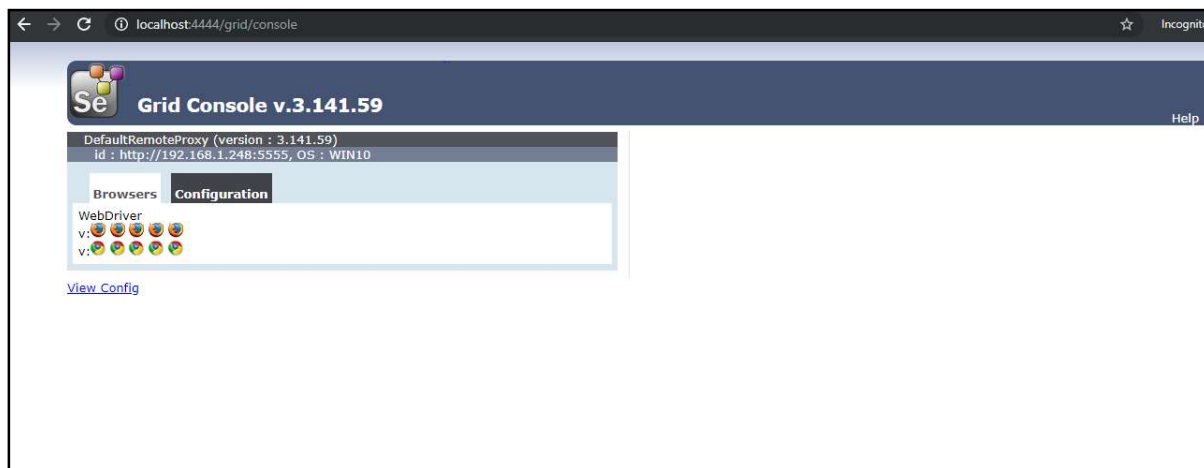 localhost:4444/grid/console
Incognit
Se
Grid Console v.3.141.59
Help
DefaultRemoteProxy (version : 3.141.59)
id : http://192.168.1.248:5555, OS : WIN10
Browsers Configuration
WebDriver
v:
v:
View Config